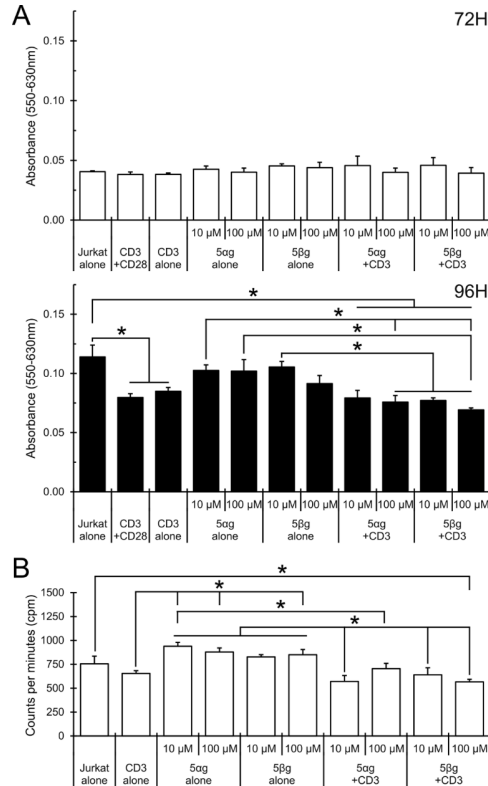 A
72H
Absorbance (550-630nm)
0.15
0.10
0.05
0.00
10 µM 100 µM 10 µM 100 µM 10 µM 100 µM 10 µM 100 µM
Jurkat CD3 CD3 5αg 5βg 5αg 5βg
alone +CD28 alone alone alone +CD3 +CD3
* 96H
*
*
* *
Absorbance (550-630nm)
0.15
0.10
0.05
0.00
10 µM 100 µM 10 µM 100 µM 10 µM 100 µM 10 µM 100 µM
Jurkat CD3 CD3 5αg 5βg 5αg 5βg
alone +CD28 alone alone alone +CD3 +CD3
B
*
*
*
*
Counts per minutes (cpm)
1500
1250
1000
750
500
250
0
10 µM 100 µM 10 µM 100 µM 10 µM 100 µM 10 µM 100 µM
Jurkat CD3 5αg 5βg 5αg 5βg
alone alone alone alone +CD3 +CD3